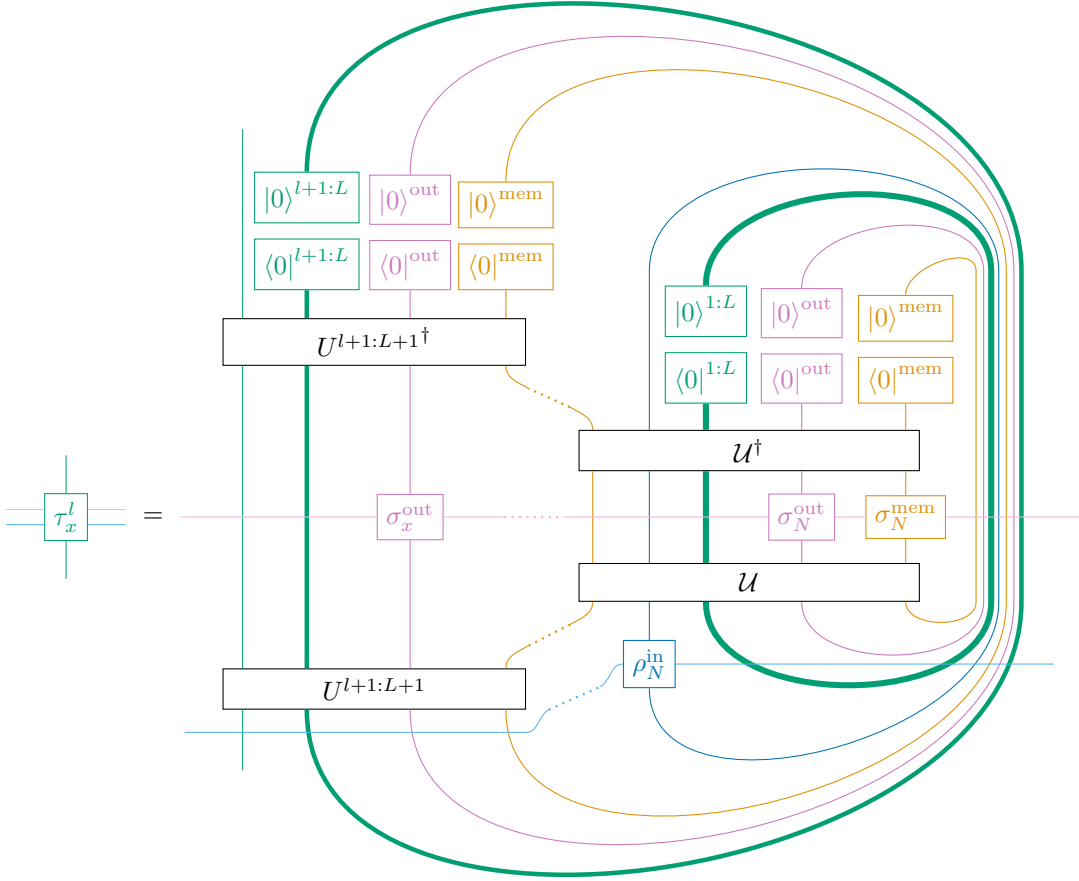 |0⟩^{l+1:L} |0⟩^{out} |0⟩^{mem}
⟨0|^{l+1:L} ⟨0|^{out} ⟨0|^{mem}
|0⟩^{1:L} |0⟩^{out} |0⟩^{mem}
U^{l+1:L+1}^†
⟨0|^{1:L} ⟨0|^{out} ⟨0|^{mem}
𝒰^†
τ_x^l = σ_x^{out} σ_N^{out} σ_N^{mem}
𝒰
ρ_N^{in}
U^{l+1:L+1}